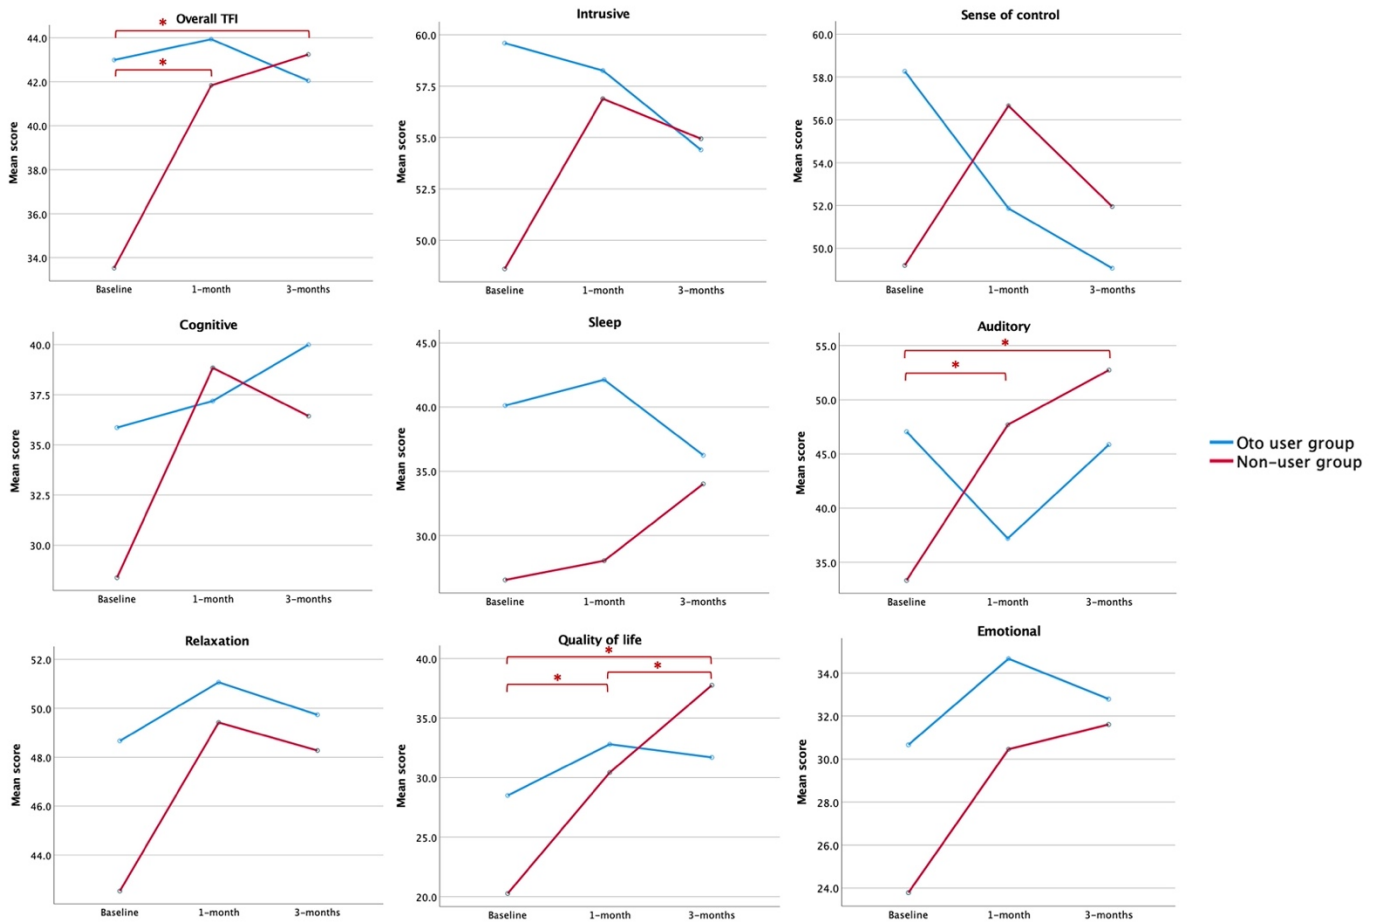 Overall TFI
*
*
44.0
42.0
40.0
38.0
36.0
34.0
Mean score
Baseline 1-month 3-months
Intrusive
60.0
57.5
55.0
52.5
50.0
Mean score
Baseline 1-month 3-months
Sense of control
60.0
58.0
56.0
54.0
52.0
50.0
Mean score
Baseline 1-month 3-months
Cognitive
40.0
37.5
35.0
32.5
30.0
Mean score
Baseline 1-month 3-months
Sleep
45.0
40.0
35.0
30.0
Mean score
Baseline 1-month 3-months
Auditory
*
*
55.0
50.0
45.0
40.0
35.0
Mean score
Baseline 1-month 3-months
Oto user group
Non-user group
Relaxation
52.0
50.0
48.0
46.0
44.0
Mean score
Baseline 1-month 3-months
Quality of life
*
*
*
40.0
35.0
30.0
25.0
20.0
Mean score
Baseline 1-month 3-months
Emotional
34.0
32.0
30.0
28.0
26.0
24.0
Mean score
Baseline 1-month 3-months